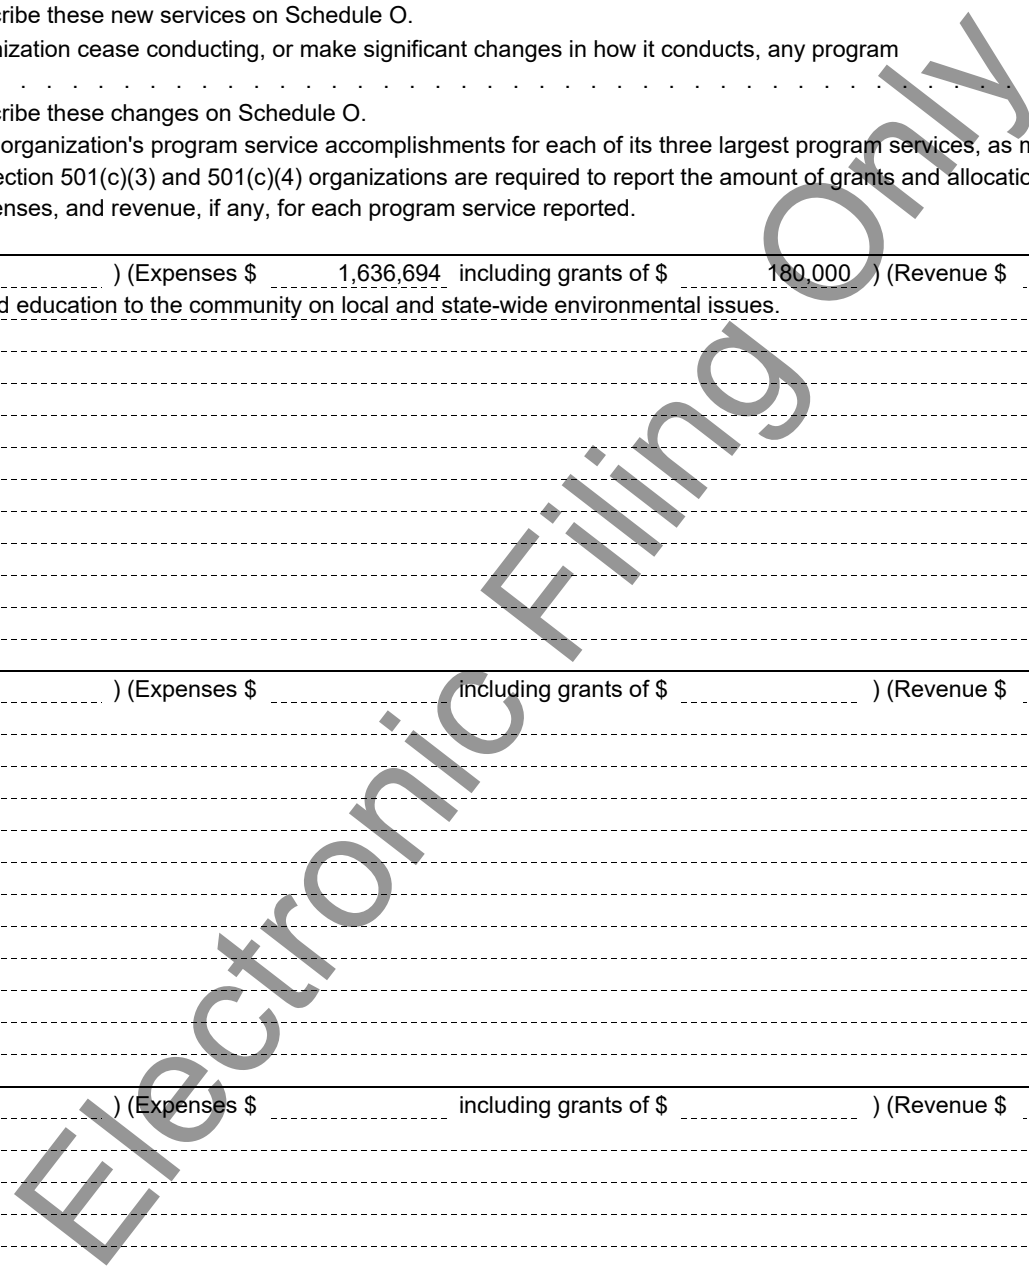 cribe these new services on Schedule O.
nization cease conducting, or make significant changes in how it conducts, any program
. . . . . . . . . . . . . . . . . . . . . . . . . . . . . . . . . . . . . . .
cribe these changes on Schedule O.
organization's program service accomplishments for each of its three largest program services, as m
ection 501(c)(3) and 501(c)(4) organizations are required to report the amount of grants and allocatio
enses, and revenue, if any, for each program service reported.
) (Expenses $ 1,636,694 including grants of $ 180,000 ) (Revenue $
d education to the community on local and state-wide environmental issues.
) (Expenses $ including grants of $ ) (Revenue $
) (Expenses $ including grants of $ ) (Revenue $
Electronic Filing Only